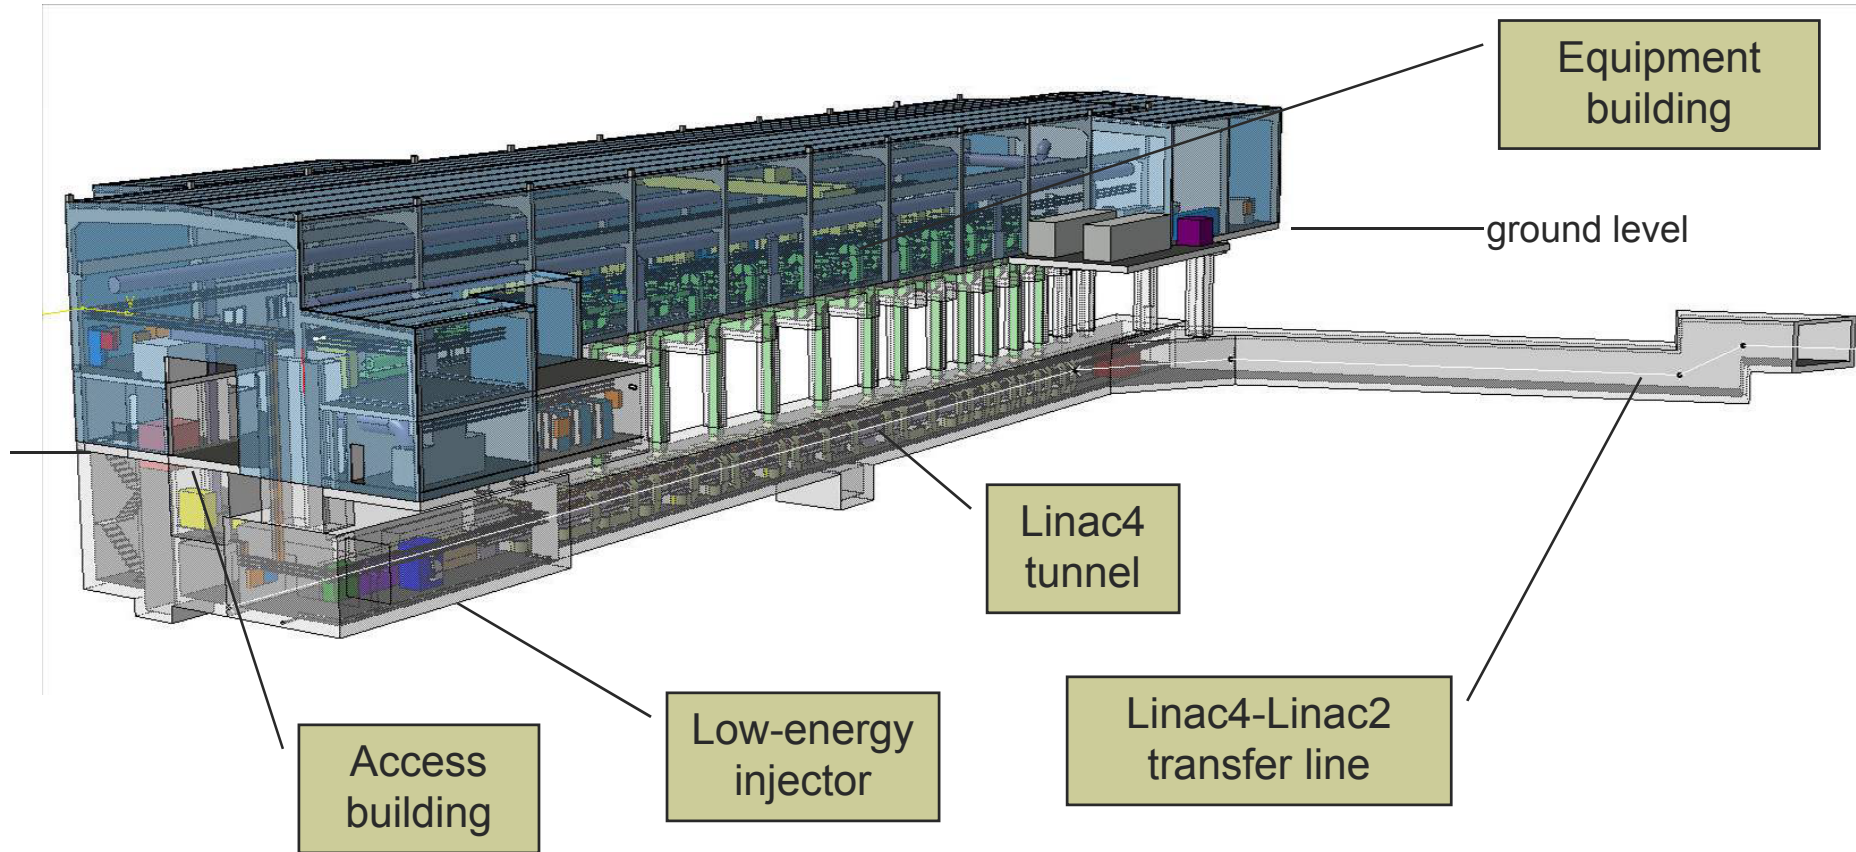 Equipment
building
ground level
Linac4
tunnel
Linac4-Linac2
transfer line
Low-energy
injector
Access
building